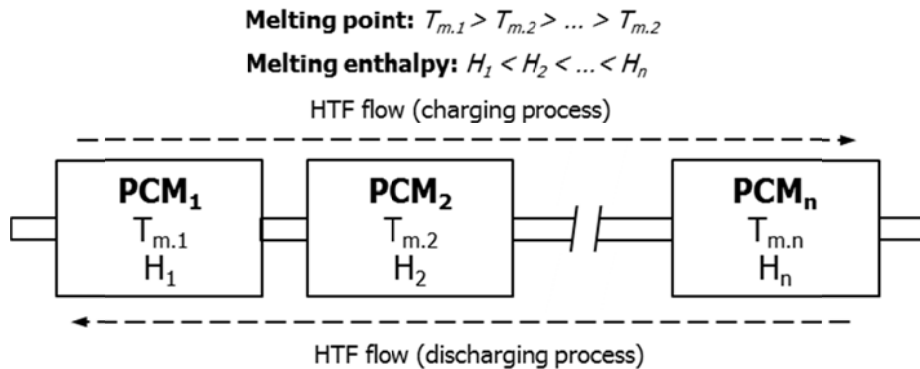 Melting point: Tm.1 > Tm.2 > ... > Tm.2
Melting enthalpy: H1 < H2 < ... < Hn
HTF flow (charging process)
PCM1 PCM2 PCMn
Tm.1 Tm.2 Tm.n
H1 H2 Hn
HTF flow (discharging process)